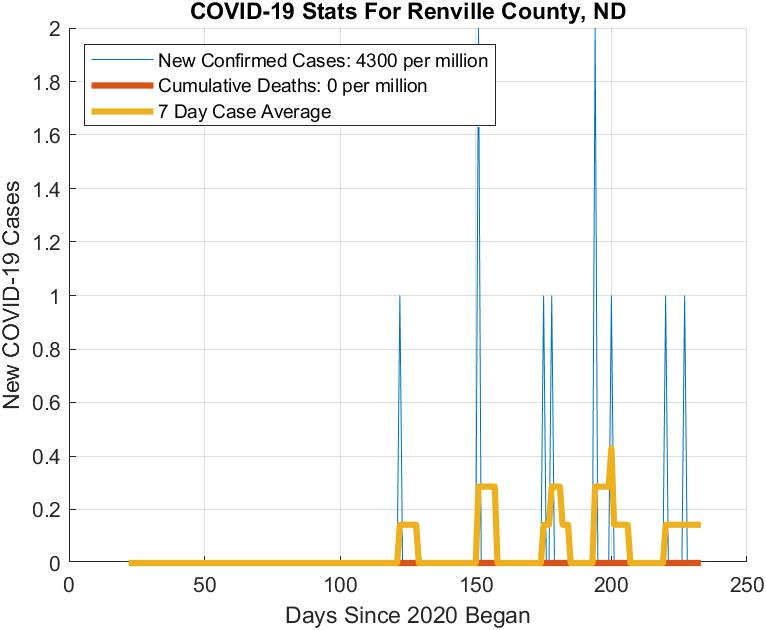 COVID-19 Stats For Renville County, ND
New Confirmed Cases: 4300 per million
Cumulative Deaths: 0 per million
7 Day Case Average
New COVID-19 Cases
2
1.8
1.6
1.4
1.2
1
0.8
0.6
0.4
0.2
0
0 50 100 150 200 250
Days Since 2020 Began